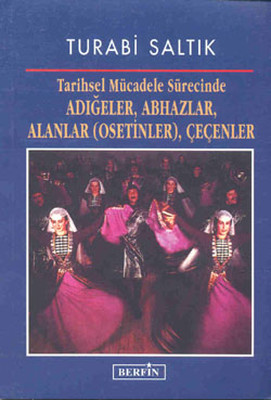 TURABİ SALTIK
Tarihsel Mücadele Sürecinde
ADIĞELER, ABHAZLAR,
ALANLAR (OSETİNLER), ÇEÇENLER
BERFİN